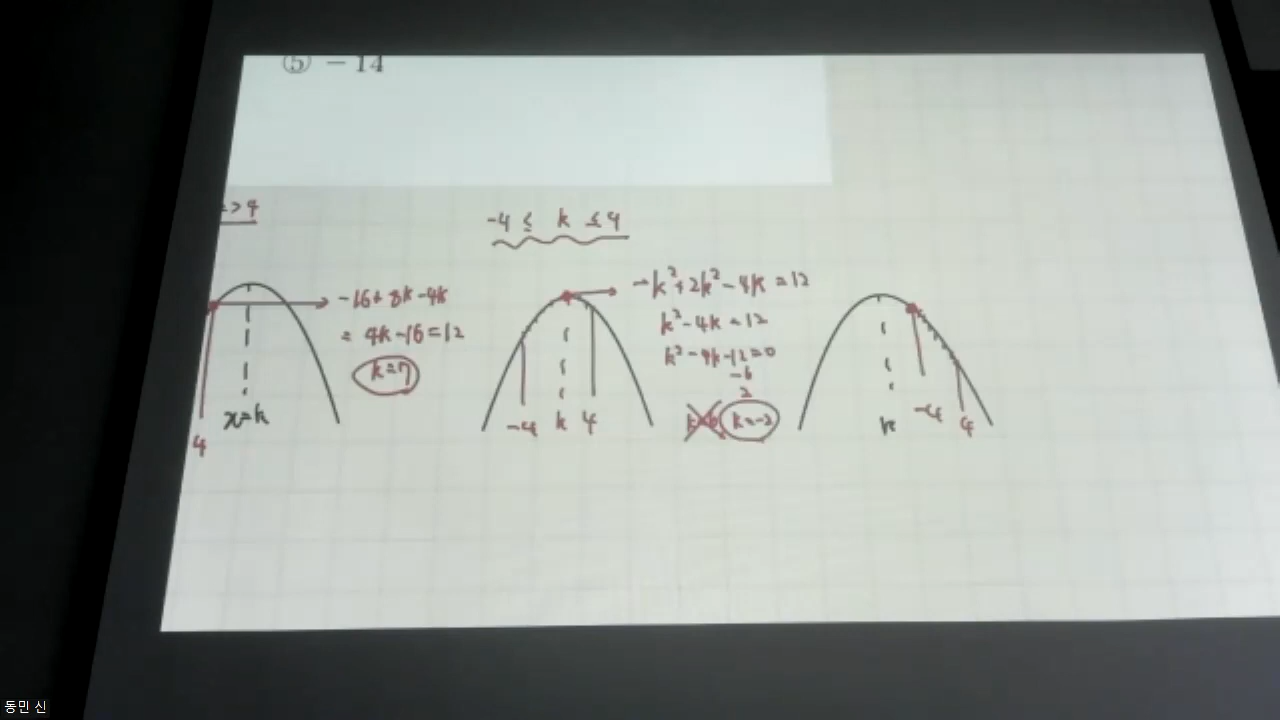 ⑤ -14
>4
-4 ≤ k ≤ 4
-16+8k-4k
= 4k-16=12
k=7
x=k
4
-k²+2k²-4k=12
k²-4k-12
k²-4k-12=0
-6
2
k=-2
-4 k 4
k -4 4
동민 신